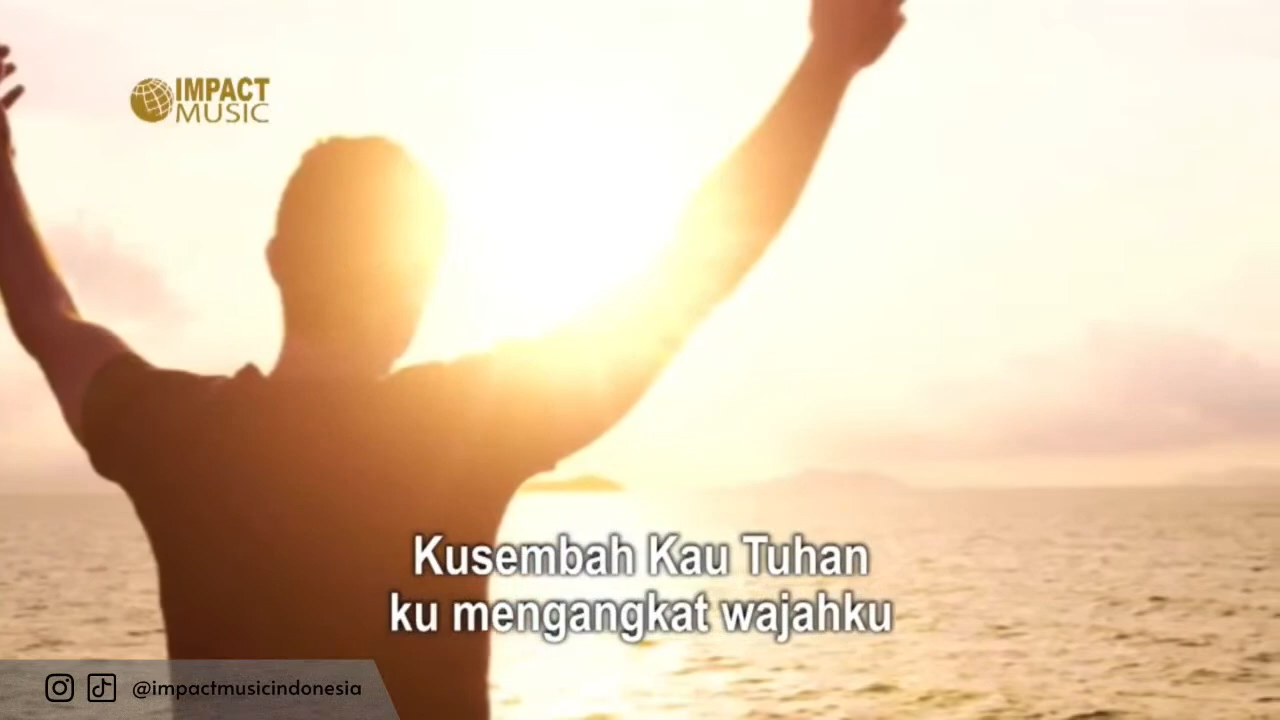 IMPACT
MUSIC
Kusembah Kau Tuhan
ku mengangkat wajahku
@impactmusicindonesia